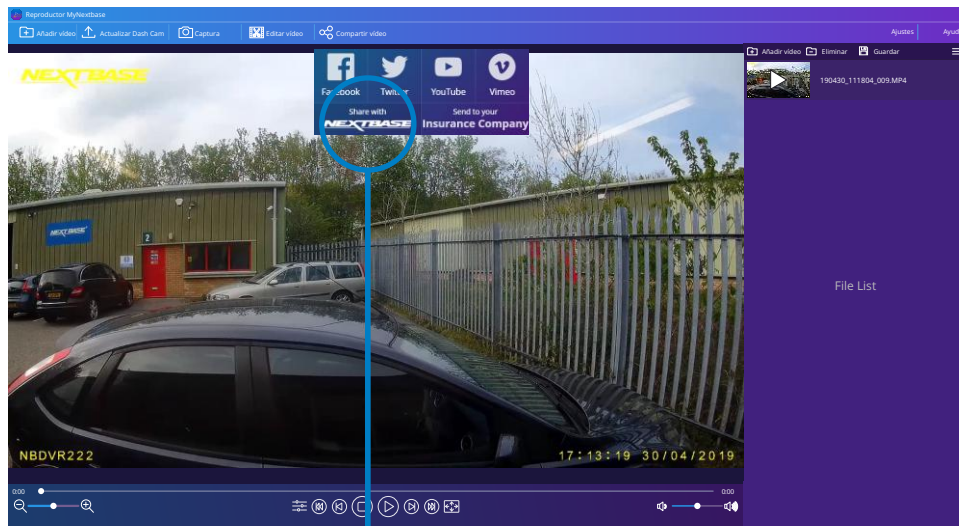 Reproductor MyNextbase
Añadir vídeo Actualizar Dash Cam Captura Editar vídeo Compartir vídeo Ajustes Ayud
Añadir vídeo Eliminar Guardar
190430_111804_009.MP4
File List
NEXTBASE
Facebook Twitter YouTube Vimeo
Share with
NEXTBASE
Send to your
Insurance Company
NEXTBASE
2
NBDVR222
17:13:19 30/04/2019
0:00
0:00